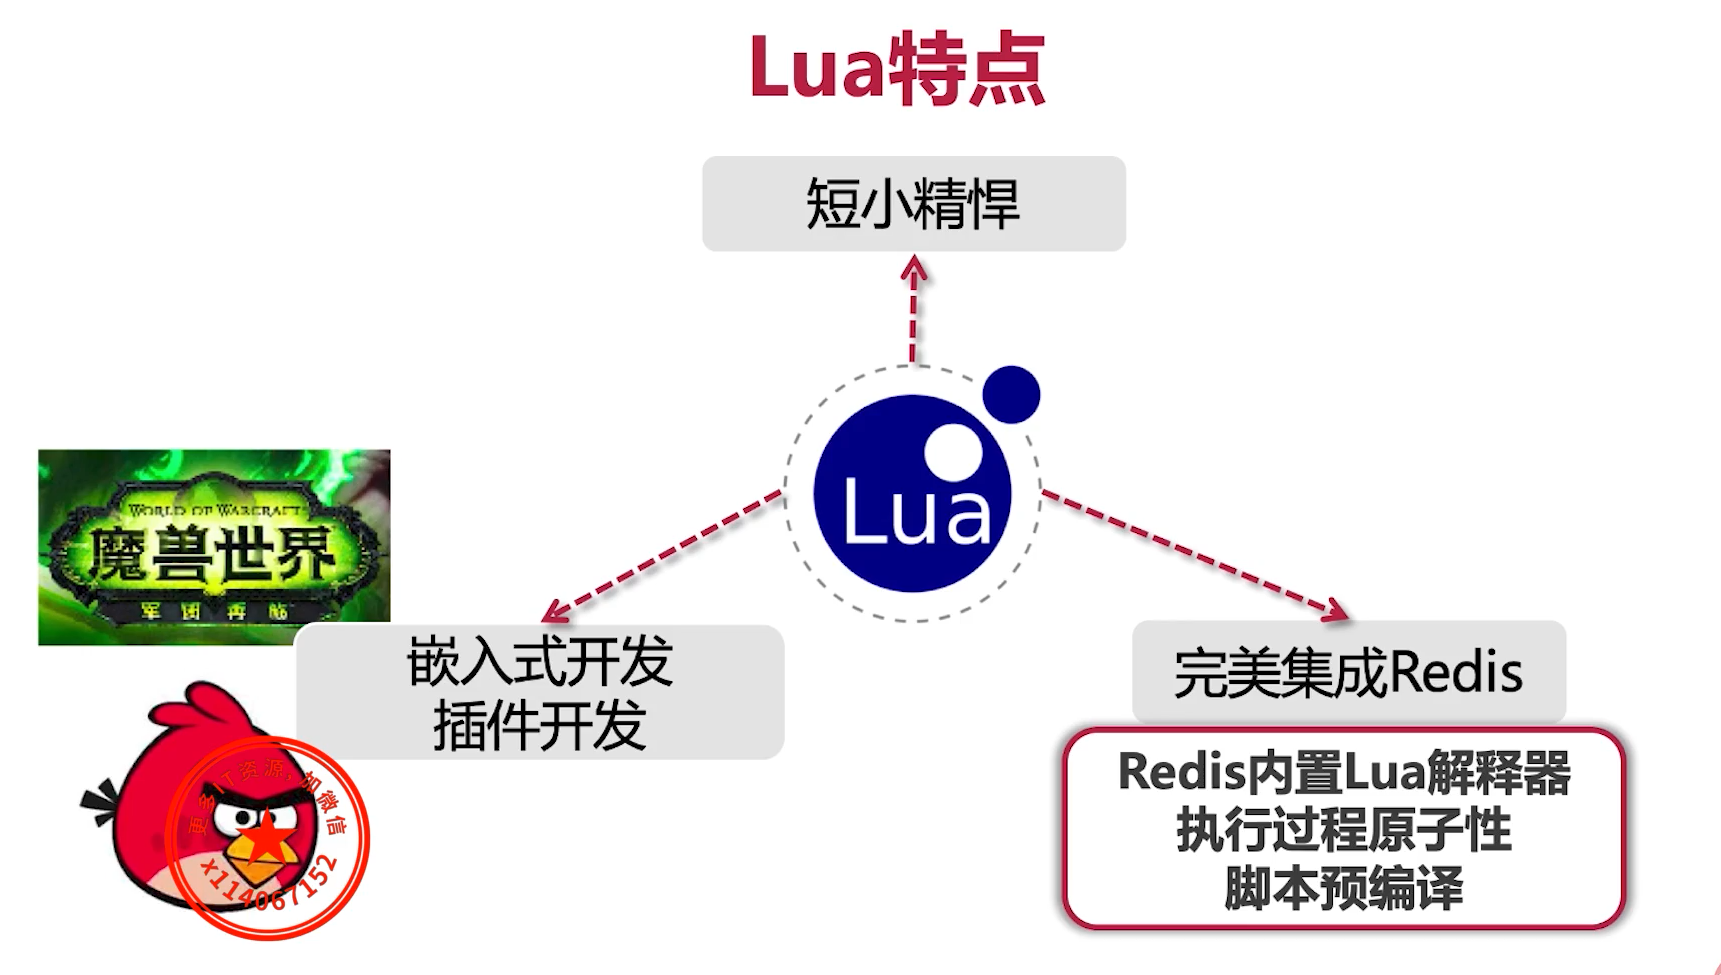 Lua特点
短小精悍
Lua
WORLD OF WARCRAFT
魔兽世界
军团再临
嵌入式开发
插件开发
完美集成Redis
Redis内置Lua解释器
执行过程原子性
脚本预编译
更多IT资源,加微信
x114067152